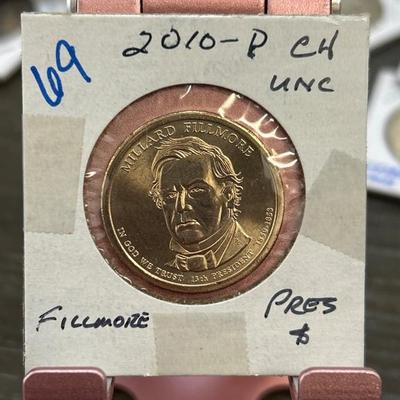 69
2010-P CH
UNC
MILLARD FILLMORE
IN GOD WE TRUST 13th PRESIDENT 1850-1853
FILLMORE
PRES
$